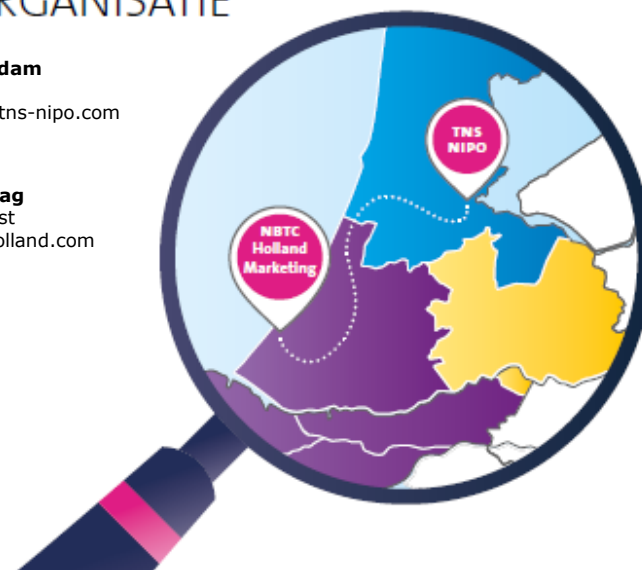 RGANISATIE
dam
tns-nipo.com
ag
st
olland.com
TNS
NIPO
NBTC
Holland
Marketing